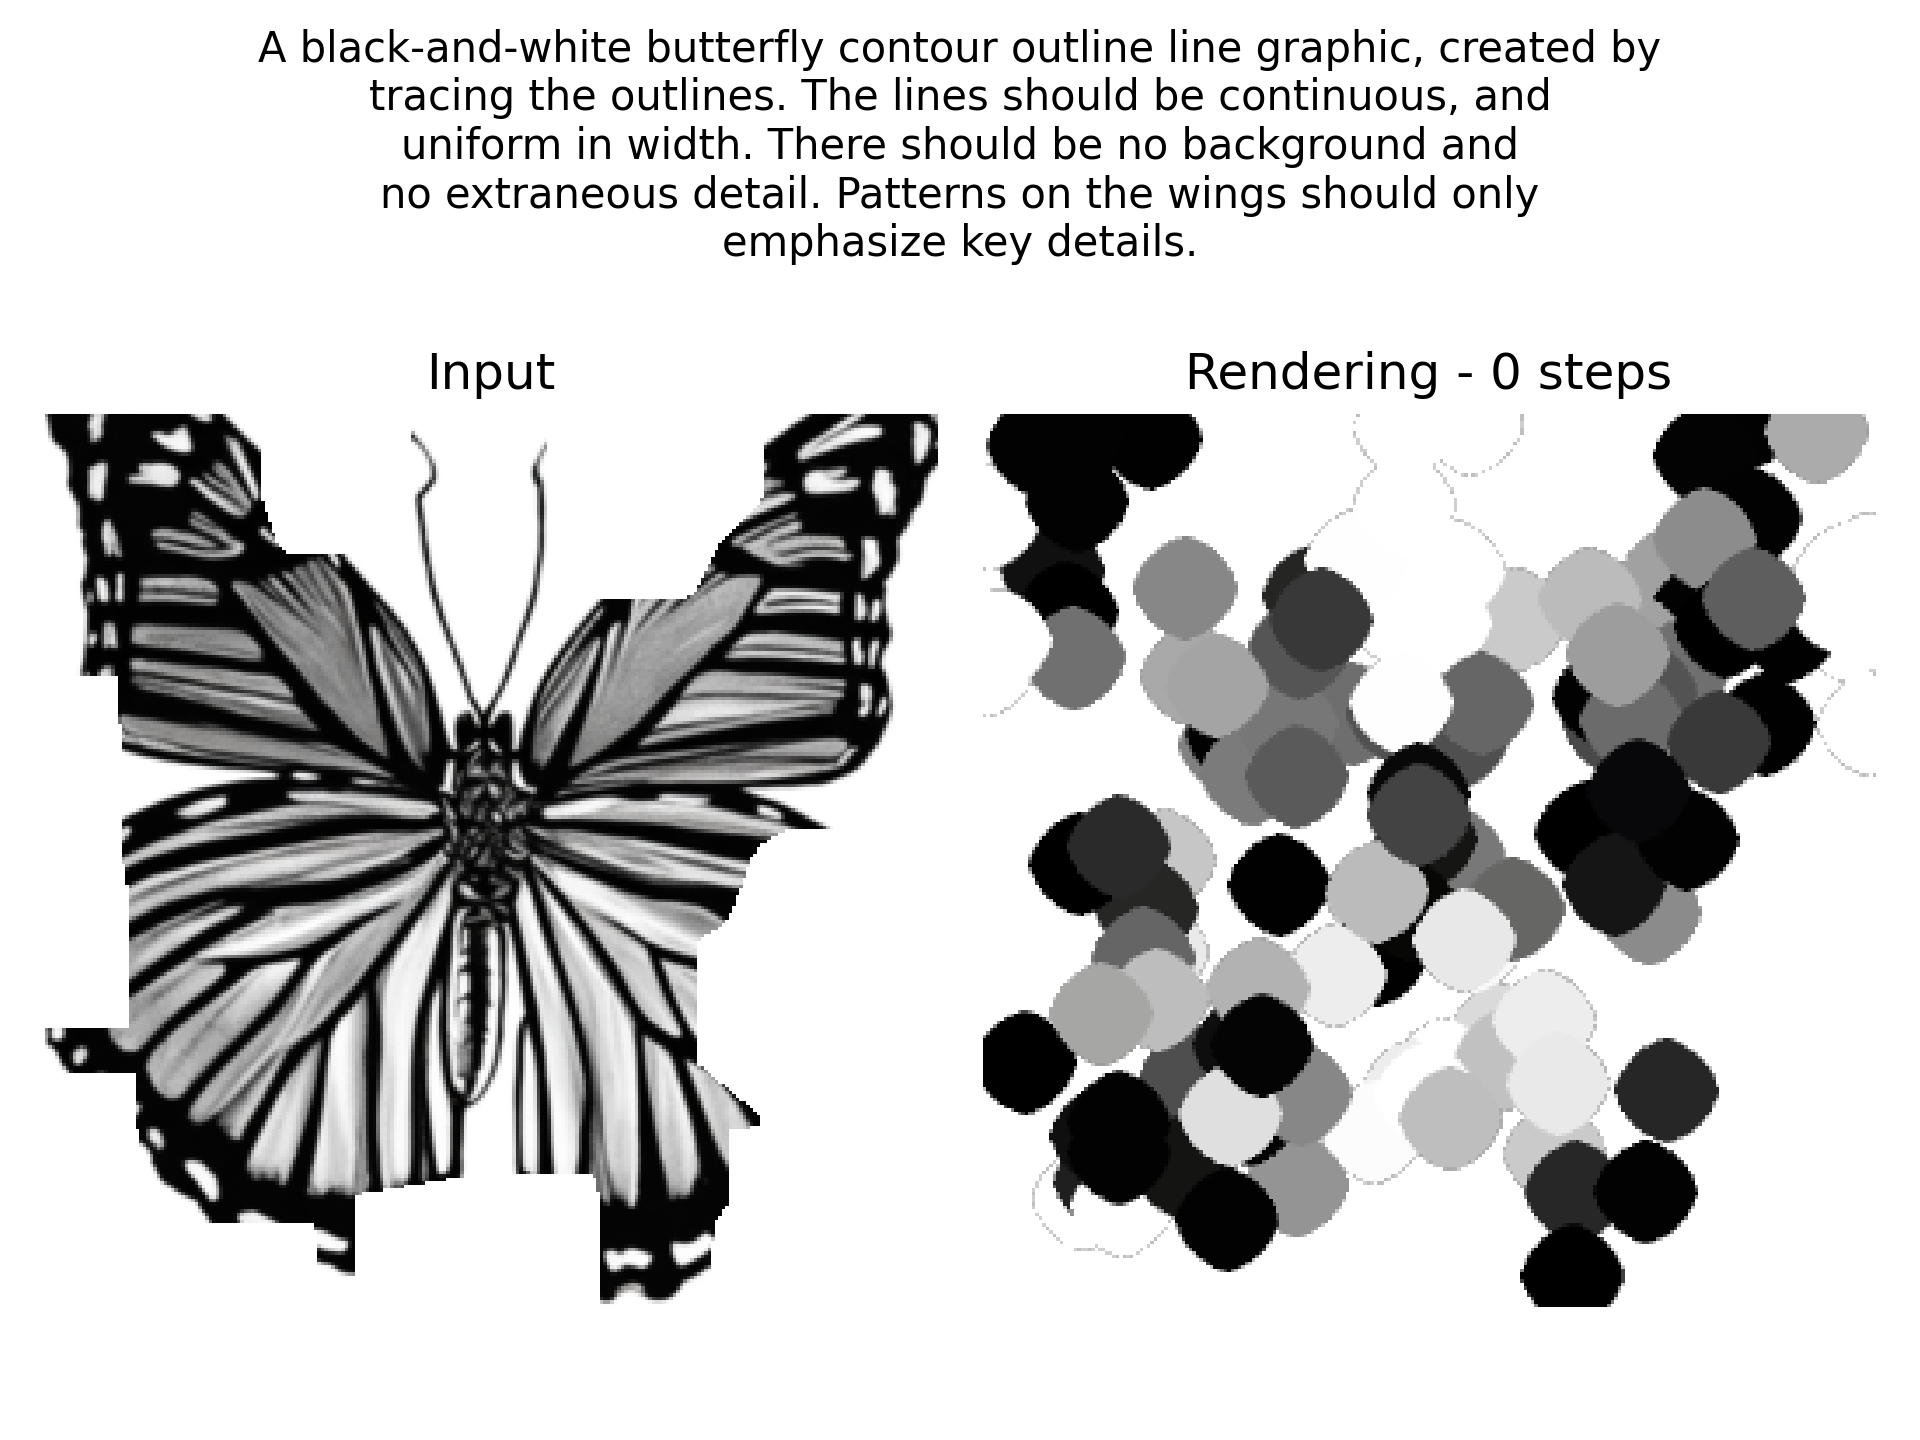 A black-and-white butterfly contour outline line graphic, created by
tracing the outlines. The lines should be continuous, and
uniform in width. There should be no background and
no extraneous detail. Patterns on the wings should only
emphasize key details.
Input
Rendering - 0 steps